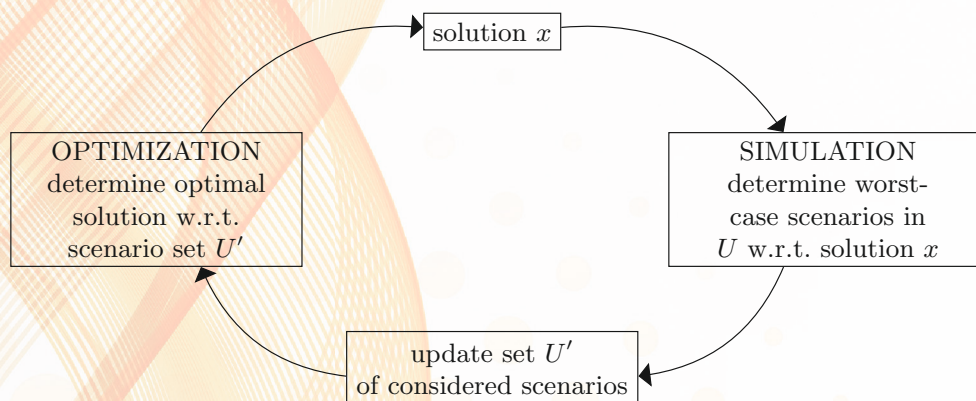 solution x
OPTIMIZATION
determine optimal
solution w.r.t.
scenario set U′
SIMULATION
determine worst-
case scenarios in
U w.r.t. solution x
update set U′
of considered scenarios